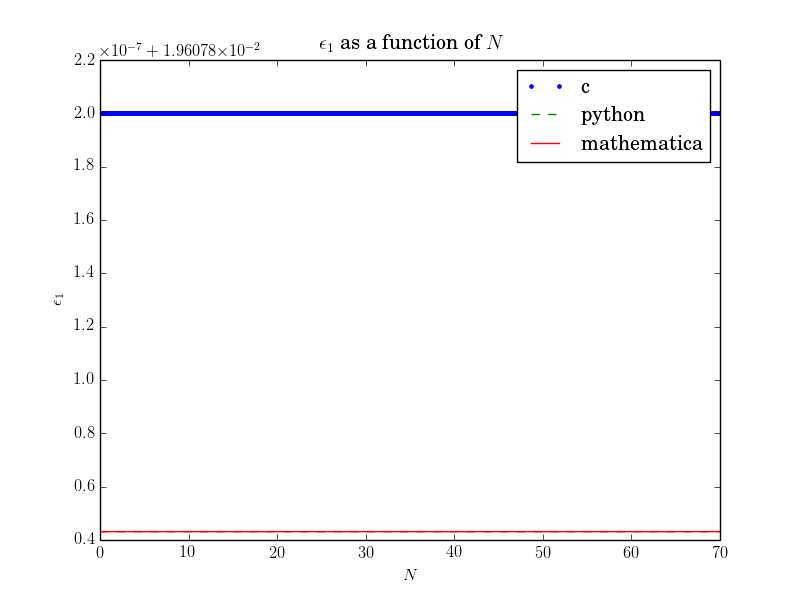 ϵ₁ as a function of N
×10⁻⁷ + 1.96078×10⁻²
2.2
2.0
1.8
1.6
1.4
1.2
1.0
0.8
0.6
0.4
ϵ₁
c
python
mathematica
0 10 20 30 40 50 60 70
N